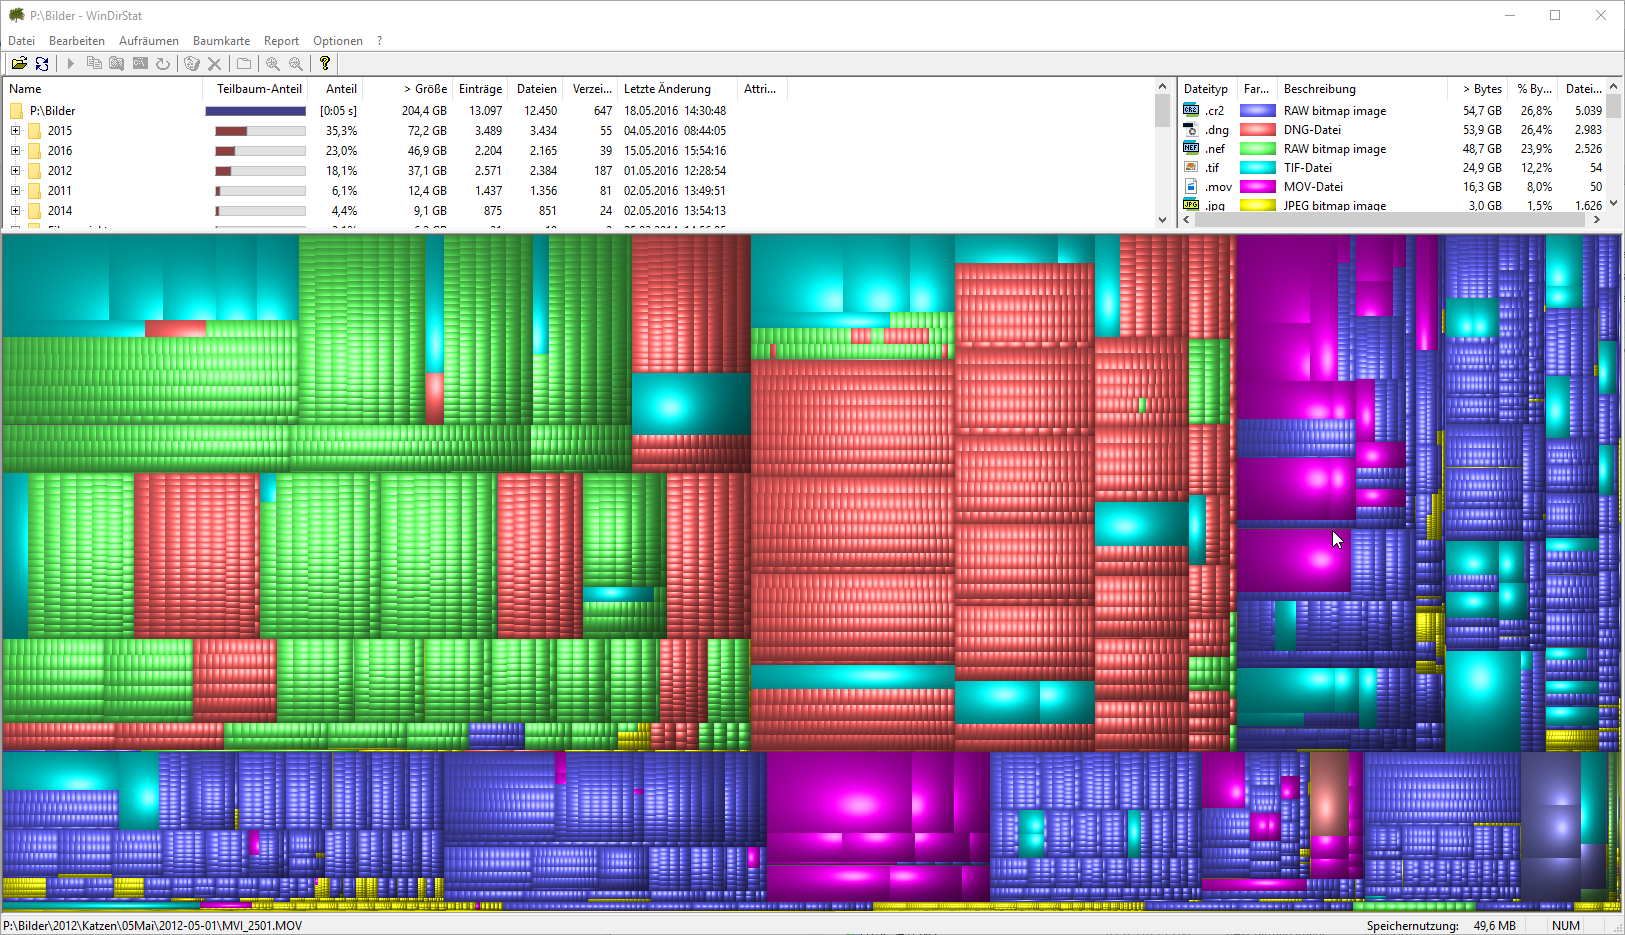 P:\Bilder - WinDirStat
Datei Bearbeiten Aufräumen Baumkarte Report Optionen ?
Name Teilbaum-Anteil Anteil > Größe Einträge Dateien Verzei... Letzte Änderung Attri...
P:\Bilder [0:05 s] 204,4 GB 13.097 12.450 647 18.05.2016 14:30:48
2015 35,3% 72,2 GB 3.489 3.434 55 04.05.2016 08:44:05
2016 23,0% 46,9 GB 2.204 2.165 39 15.05.2016 15:54:16
2012 18,1% 37,1 GB 2.571 2.384 187 01.05.2016 12:28:54
2011 6,1% 12,4 GB 1.437 1.356 81 02.05.2016 13:49:51
2014 4,4% 9,1 GB 875 851 24 02.05.2016 13:54:13
Dateityp Far... Beschreibung > Bytes % By... Datei...
CR2 .cr2 RAW bitmap image 54,7 GB 26,8% 5.039
.dng DNG-Datei 53,9 GB 26,4% 2.983
NEF .nef RAW bitmap image 48,7 GB 23,9% 2.526
.tif TIF-Datei 24,9 GB 12,2% 54
.mov MOV-Datei 16,3 GB 8,0% 50
JPG .jpg JPEG bitmap image 3,0 GB 1,5% 1.626
P:\Bilder\2012\Katzen\05Mai\2012-05-01\MVI_2501.MOV
Speichernutzung: 49,6 MB NUM